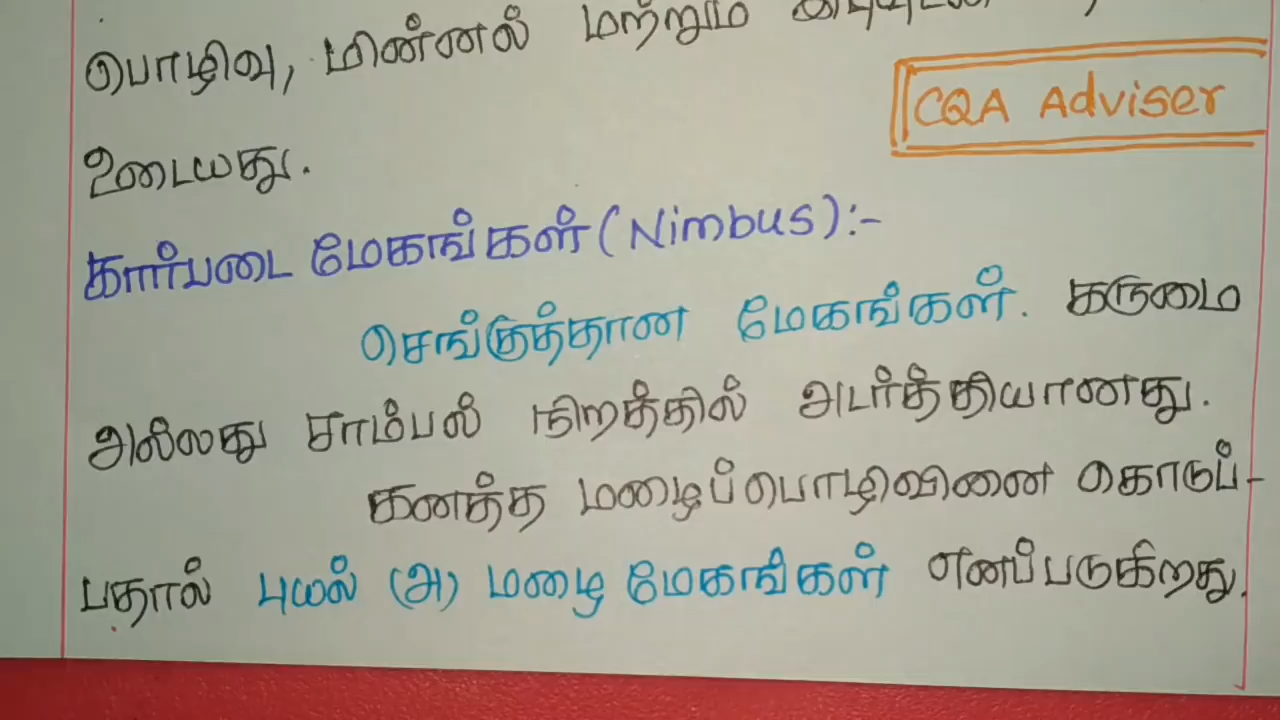 பொழிவு, மின்னல் மற்றும்
CQA Adviser
உடையது.
கார்படை மேகங்கள் (Nimbus):-
செங்குத்தான மேகங்கள். கருமை
அல்லது சாம்பல் நிறத்தில் அடர்த்தியானது.
கனத்த மழைப்பொழிவினை கொடுப்-
பதால் புயல் (அ) மழை மேகங்கள் எனப்படுகிறது.